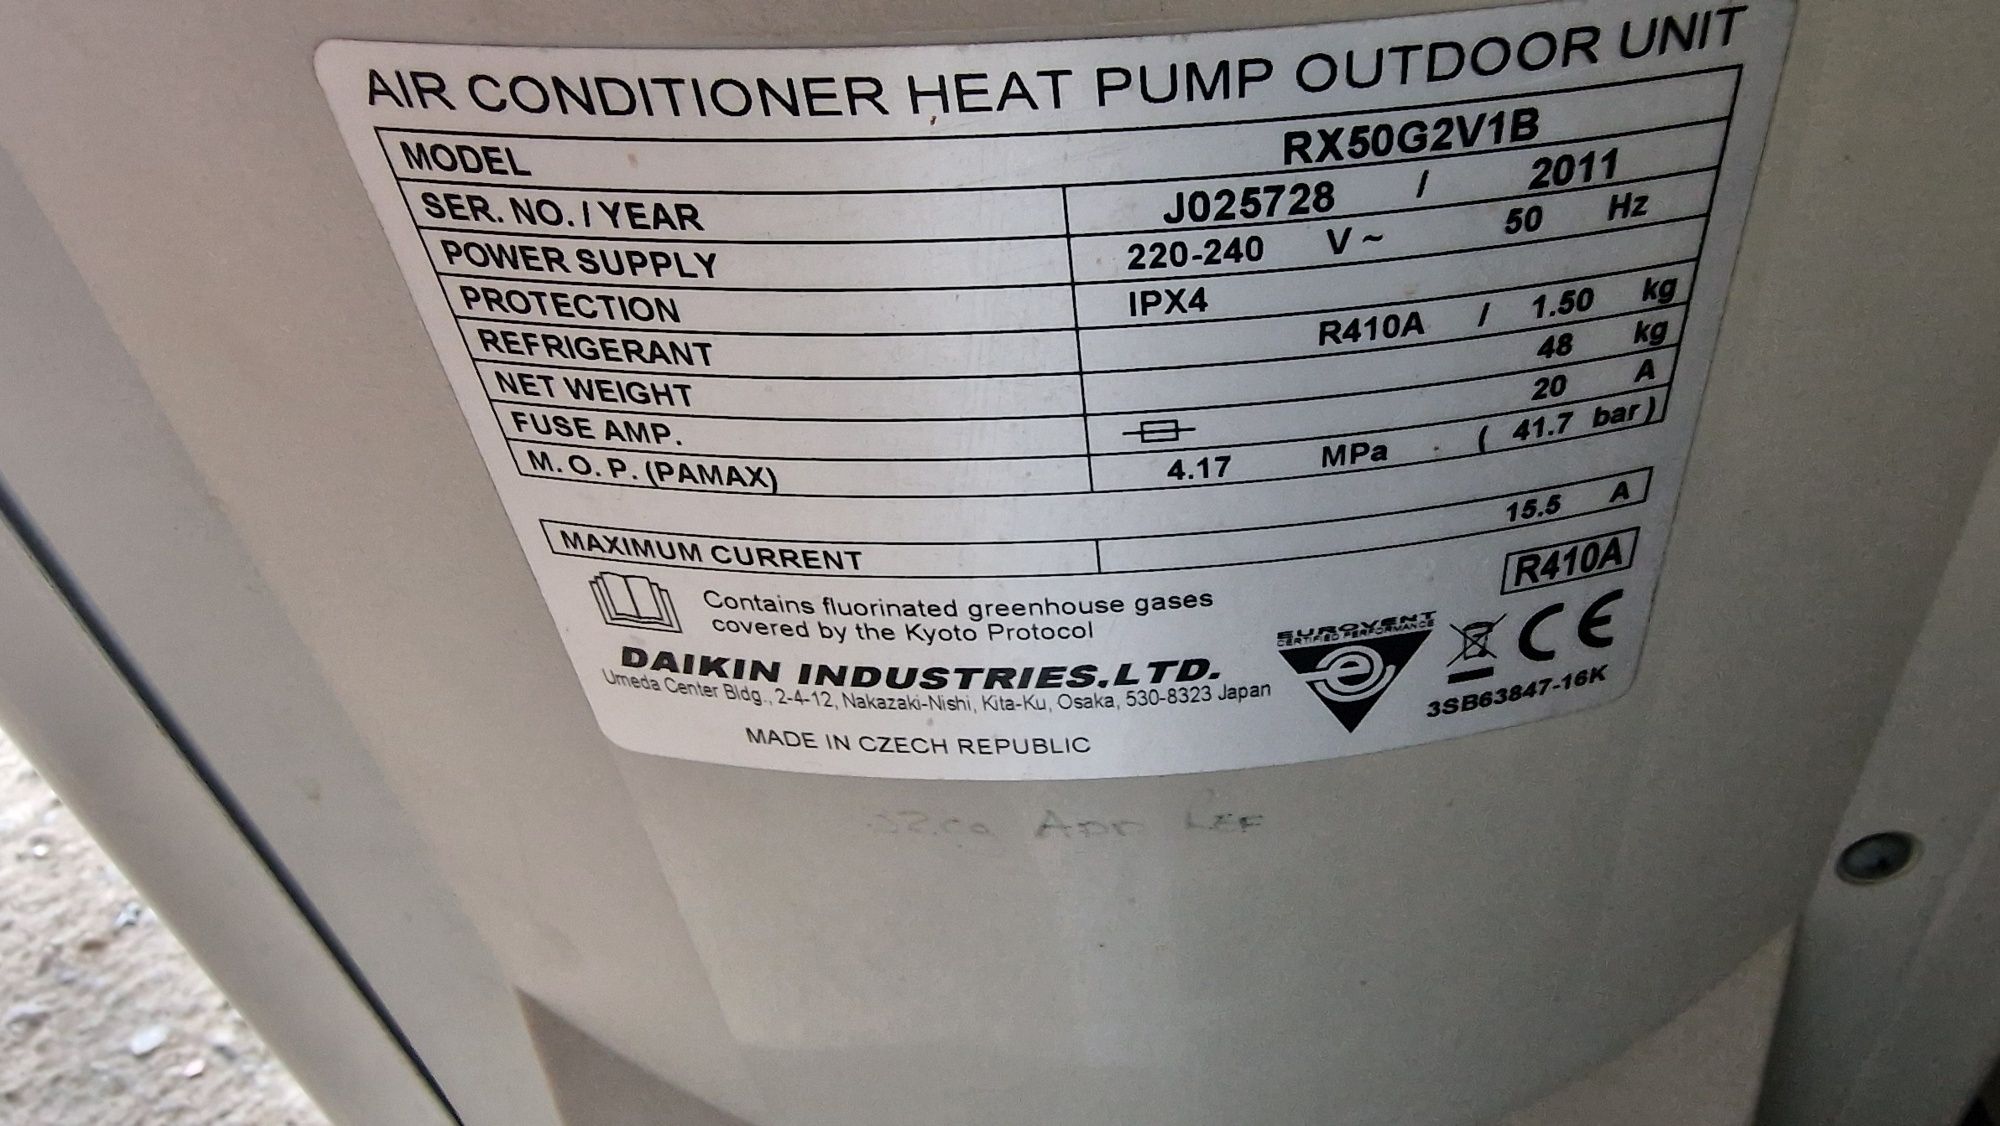 AIR CONDITIONER HEAT PUMP OUTDOOR UNIT
MODEL RX50G2V1B
SER. NO. / YEAR J025728 / 2011
POWER SUPPLY 220-240 V ~ 50 Hz
PROTECTION IPX4
REFRIGERANT R410A / 1.50 kg
NET WEIGHT 48 kg
FUSE AMP. 20 A
M. O. P. (PAMAX) 4.17 MPa ( 41.7 bar )
MAXIMUM CURRENT 15.5 A
R410A
Contains fluorinated greenhouse gases
covered by the Kyoto Protocol
EUROVENT
CERTIFIED PERFORMANCE
CE
DAIKIN INDUSTRIES, LTD.
Umeda Center Bldg., 2-4-12, Nakazaki-Nishi, Kita-Ku, Osaka, 530-8323 Japan
3SB63847-16K
MADE IN CZECH REPUBLIC